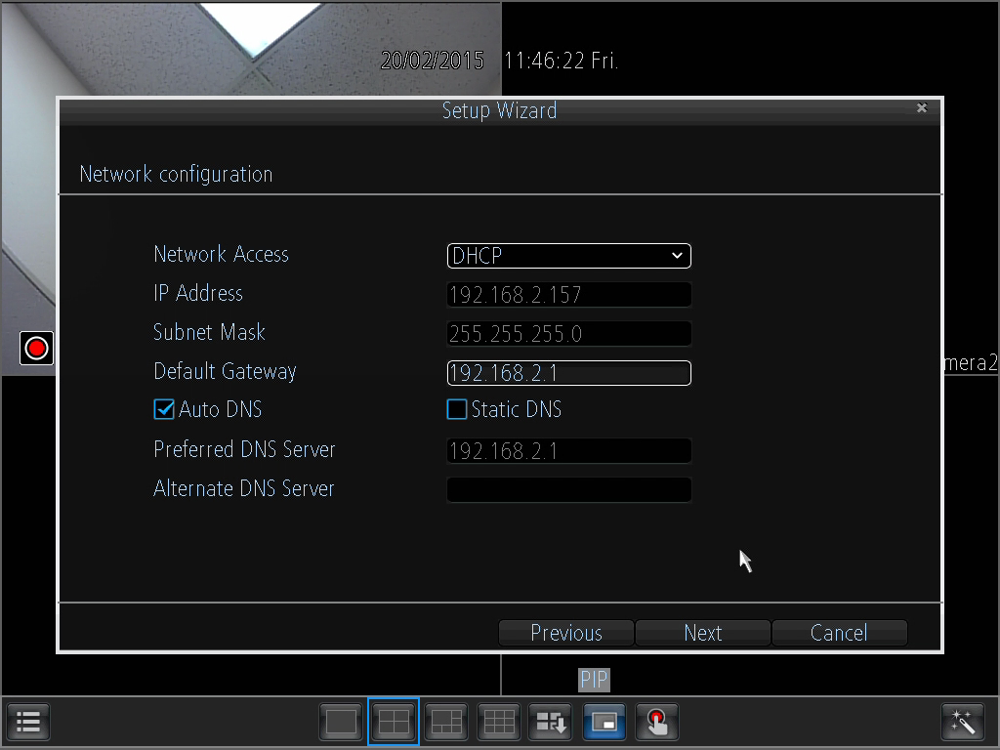 20/02/2015 11:46:22 Fri.
Setup Wizard
Network configuration
Network Access DHCP
IP Address 192.168.2.157
Subnet Mask 255.255.255.0
Default Gateway 192.168.2.1
Auto DNS Static DNS
Preferred DNS Server 192.168.2.1
Alternate DNS Server
mera2
Previous Next Cancel
PIP